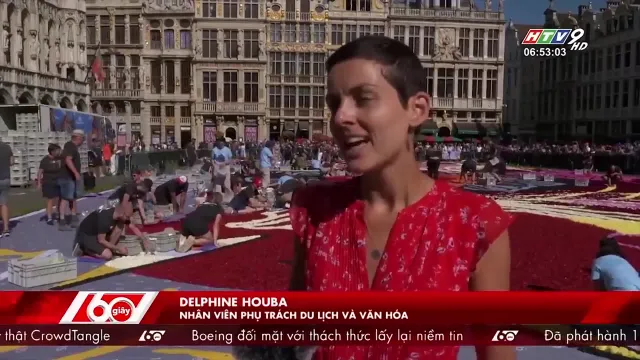 HTV9 HD
06:53:03
60 giây
DELPHINE HOUBA
NHÂN VIÊN PHỤ TRÁCH DU LỊCH VÀ VĂN HÓA
thật CrowdTangle 60 giây Boeing đối mặt với thách thức lấy lại niềm tin 60 giây Đã phát hành 1